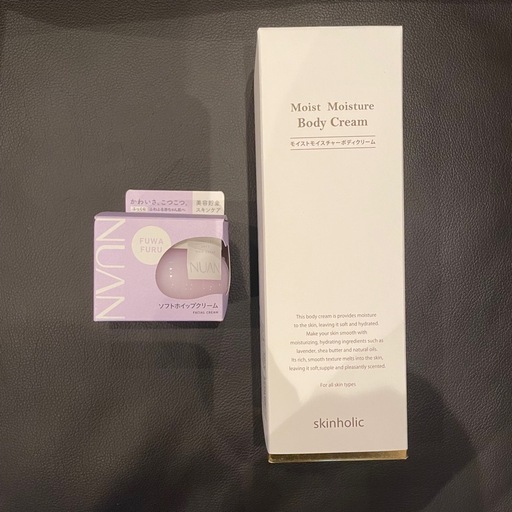 かわいさ、こつこつ。
美容貯金
スキンケア
NUAN
FUWA
FURU
NUAN
ソフトホイップクリーム
FACIAL CREAM
Moist Moisture
Body Cream
モイストモイスチャーボディクリーム
This body cream is provides moisture
to the skin, leaving it soft and hydrated.
Make your skin smooth with
moisturizing, hydrating ingredients such as
lavender, shea butter and natural oils.
Its rich, smooth texture melts into the skin,
leaving it soft,supple and pleasantly scented.
For all skin types
skinholic